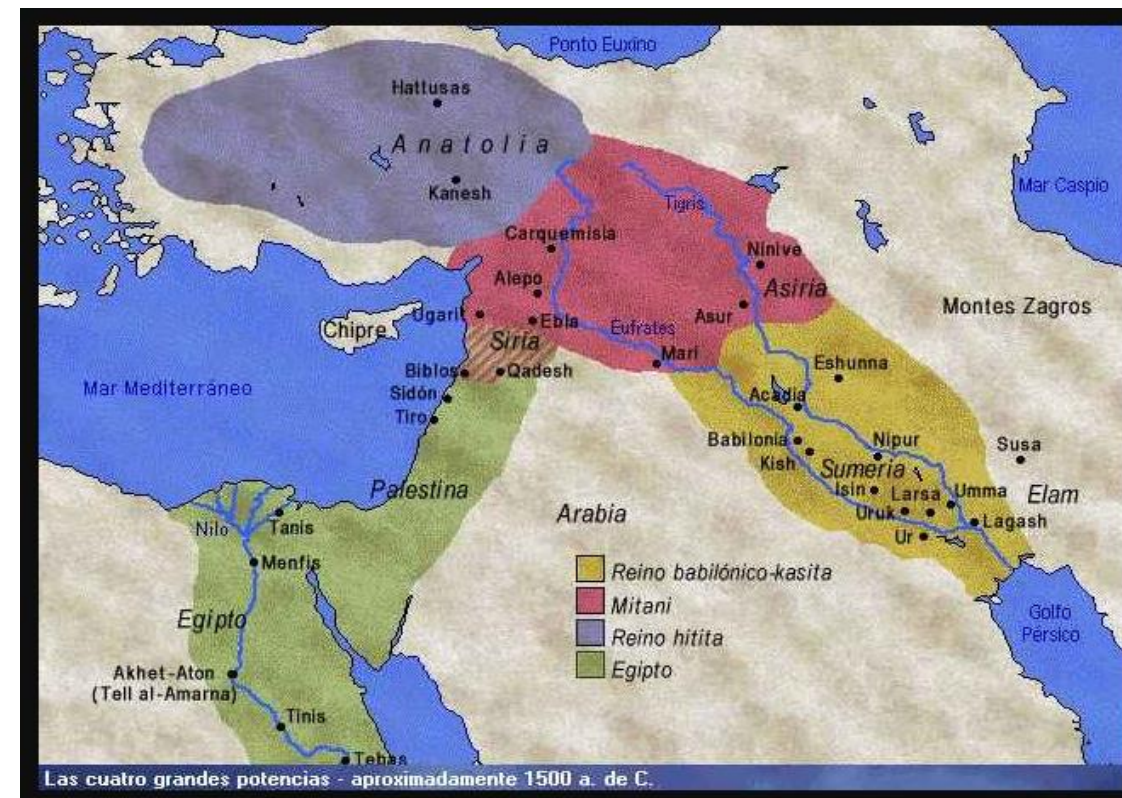 Ponto Euxino
Hattusas
Anatolia
Kanesh
Mar Caspio
Tigris
Carquemisia
Ninive
Alepo
Asiria
Asur
Montes Zagros
Ugarit
Ebla
Chipre
Eufrates
Siria
Mari
Biblos
Qadesh
Eshunna
Mar Mediterráneo
Sidón
Acadia
Tiro
Babilonia
Nipur
Kish
Sumeria
Susa
Palestina
Isin
Larsa
Umma
Elam
Arabia
Uruk
Lagash
Nilo
Tanis
Ur
Menfis
Reino babilónico-kasita
Mitani
Reino hitita
Egipto
Golfo
Pérsico
Egipto
Akhet-Aton
(Tell al-Amarna)
Tinis
Tebas
Las cuatro grandes potencias - aproximadamente 1500 a. de C.